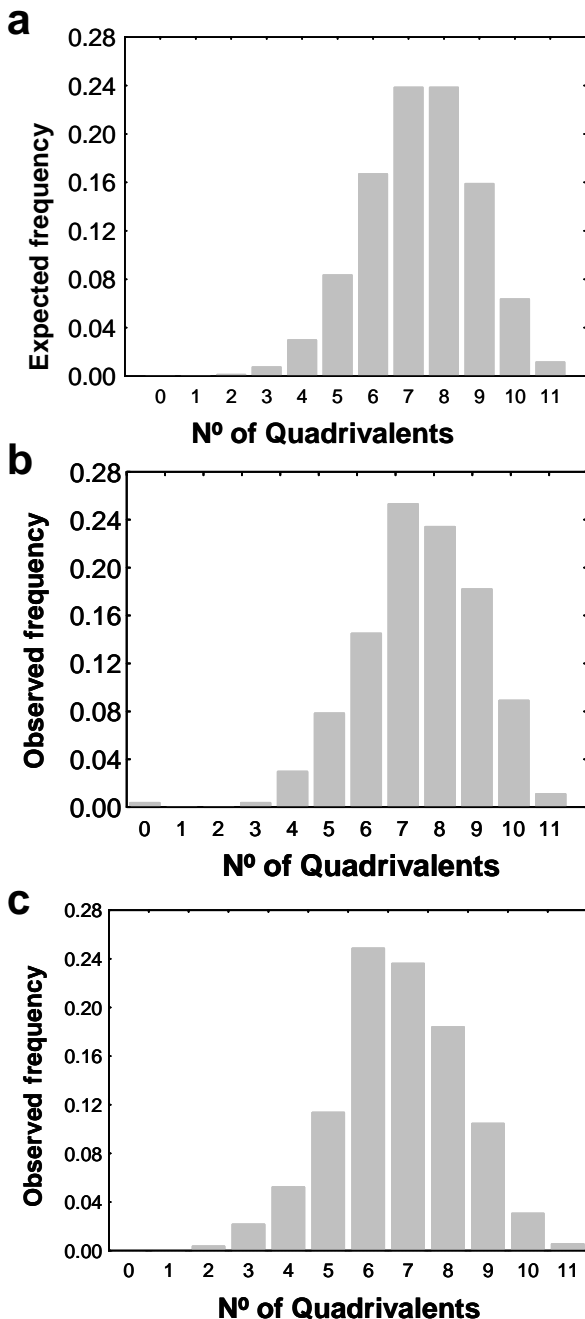 a
Expected frequency
0.28
0.24
0.20
0.16
0.12
0.08
0.04
0.00
0 1 2 3 4 5 6 7 8 9 10 11
Nº of Quadrivalents
b
Observed frequency
0.28
0.24
0.20
0.16
0.12
0.08
0.04
0.00
0 1 2 3 4 5 6 7 8 9 10 11
Nº of Quadrivalents
c
Observed frequency
0.28
0.24
0.20
0.16
0.12
0.08
0.04
0.00
0 1 2 3 4 5 6 7 8 9 10 11
Nº of Quadrivalents